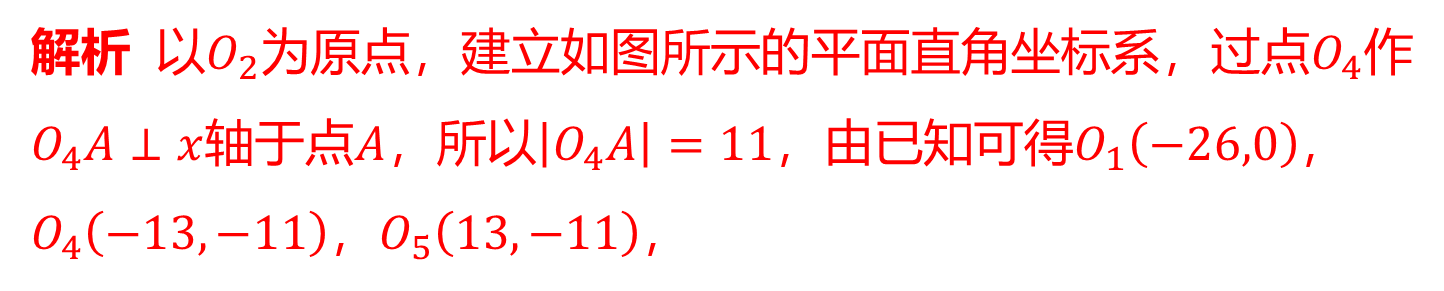 解析 以O₂为原点，建立如图所示的平面直角坐标系，过点O₄作
O₄A ⊥ x轴于点A，所以|O₄A| = 11，由已知可得O₁(−26,0)，
O₄(−13,−11)，O₅(13,−11)，